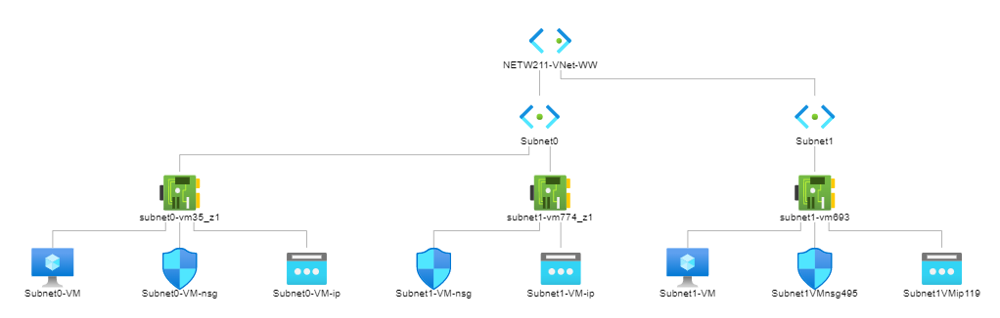 NETW211-VNet-WW
Subnet0
Subnet1
subnet0-vm35_z1
subnet1-vm774_z1
subnet1-vm693
Subnet0-VM
Subnet0-VM-nsg
Subnet0-VM-ip
Subnet1-VM-nsg
Subnet1-VM-ip
Subnet1-VM
Subnet1VMnsg495
Subnet1VMip119